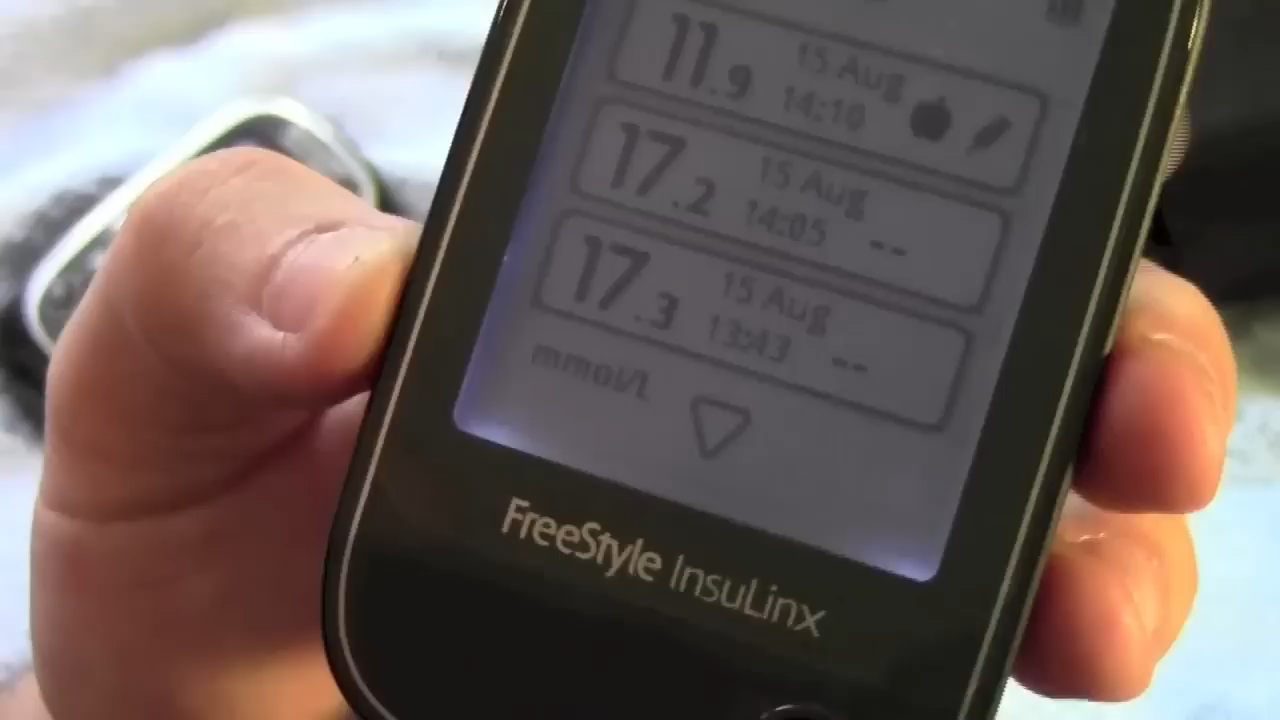 11.9 15 Aug 14:10
17.2 15 Aug 14:05 --
17.3 15 Aug 13:43 --
mmol/L
FreeStyle InsuLinx